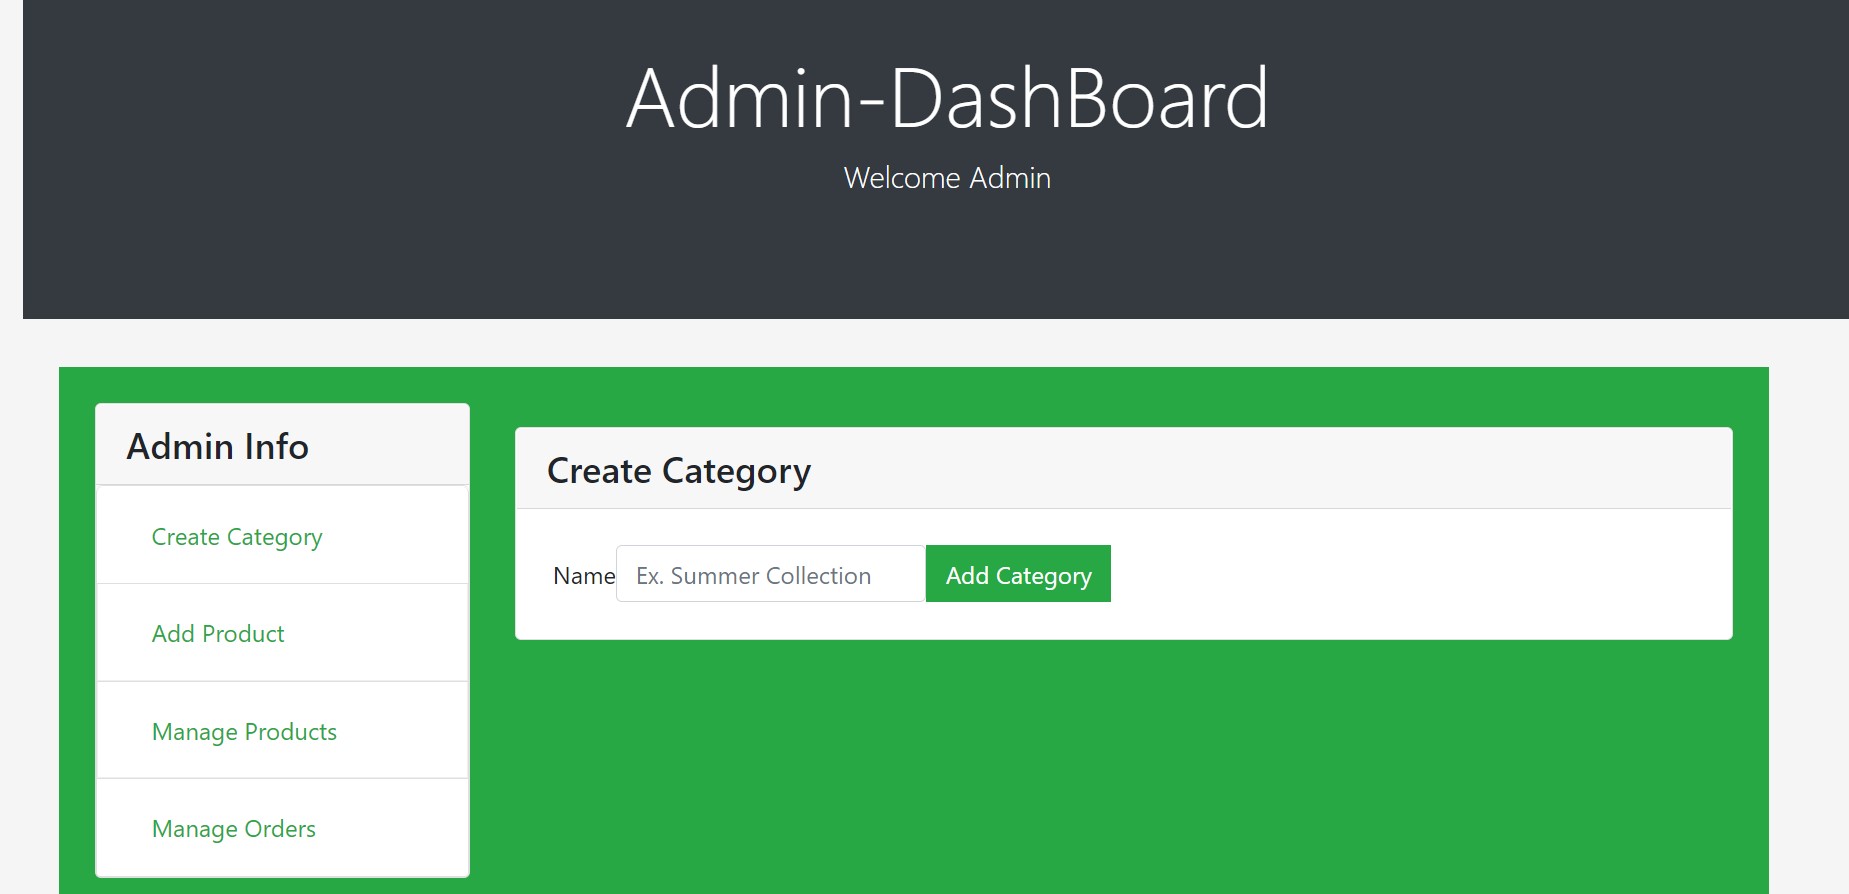 Admin-DashBoard
Welcome Admin
Admin Info
Create Category
Add Product
Manage Products
Manage Orders
Create Category
Name Ex. Summer Collection Add Category